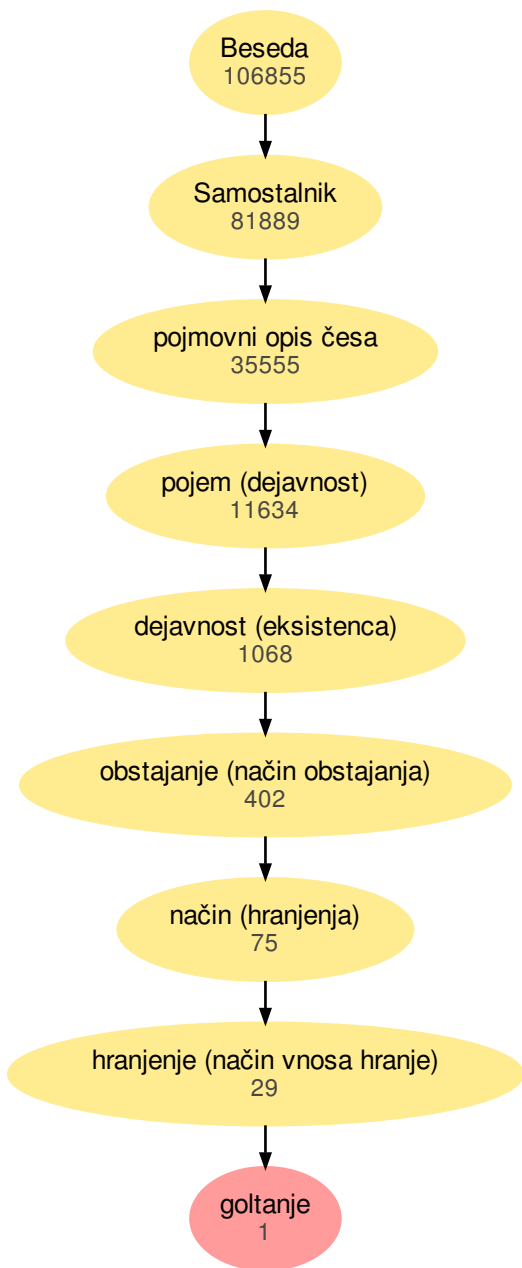 Beseda
106855
Samostalnik
81889
pojmovni opis česa
35555
pojem (dejavnost)
11634
dejavnost (eksistenca)
1068
obstajanje (način obstajanja)
402
način (hranjenja)
75
hranjenje (način vnosa hranje)
29
goltanje
1